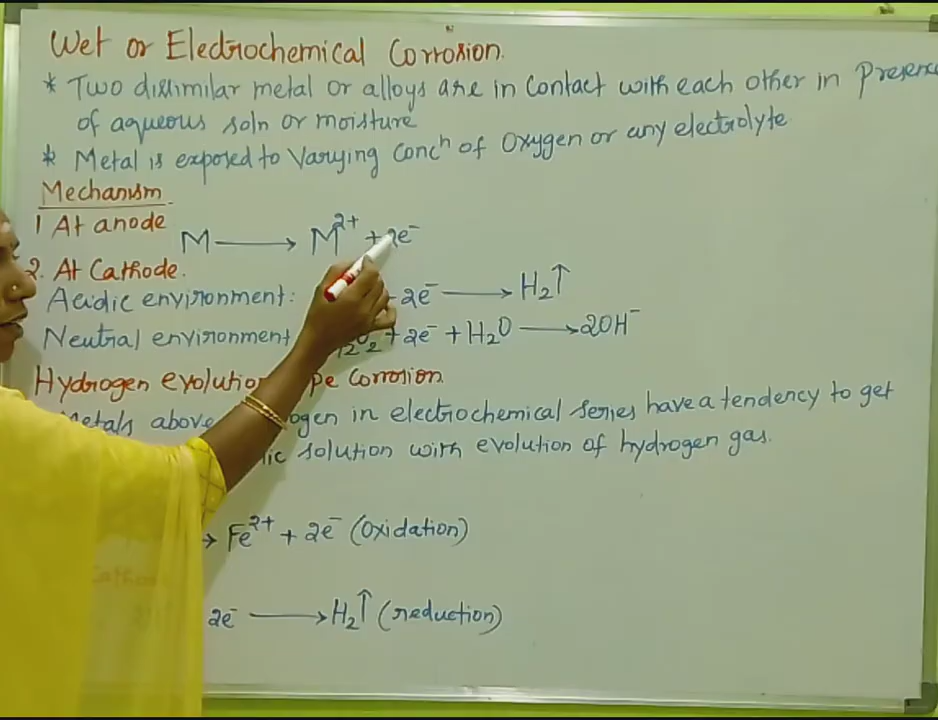 Wet or Electrochemical Corrosion.
* Two dissimilar metal or alloys are in contact with each other in Presence
of aqueous soln or moisture
* Metal is exposed to Varying Concn of Oxygen or any electrolyte
Mechanism
1 At anode
M ⟶ M²⁺ + 2e⁻
2. At Cathode.
Acidic environment: 2e⁻ ⟶ H₂↑
Neutral environment O₂ + 2e⁻ + H₂O ⟶ 2OH⁻
Hydrogen evolution Corrosion
above in electrochemical series have a tendency to get
solution with evolution of hydrogen gas.
→ Fe²⁺ + 2e⁻ (Oxidation)
2e⁻ ⟶ H₂↑ (reduction)